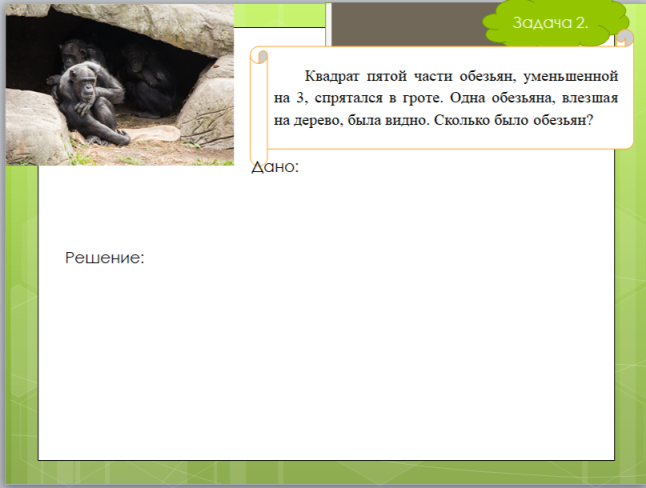 Задача 2.
Квадрат пятой части обезьян, уменьшенной
на 3, спрятался в гроте. Одна обезьяна, влезшая
на дерево, была видно. Сколько было обезьян?
Дано:
Решение: